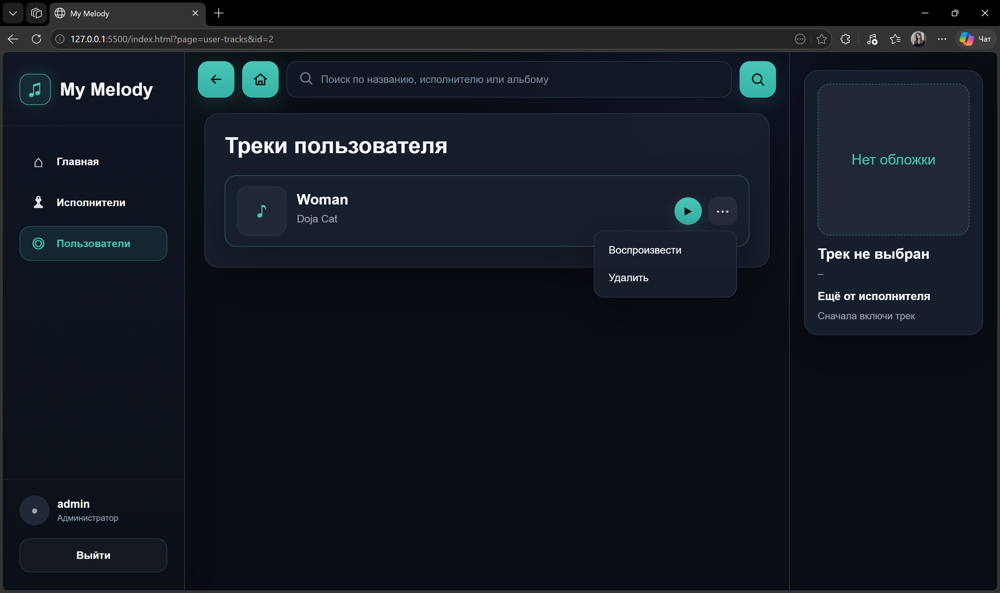 My Melody
127.0.0.1:5500/index.html?page=user-tracks&id=2
Чат
My Melody
Главная
Исполнители
Пользователи
admin
Администратор
Выйти
Поиск по названию, исполнителю или альбому
Треки пользователя
Woman
Doja Cat
Воспроизвести
Удалить
Нет обложки
Трек не выбран
—
Ещё от исполнителя
Сначала включи трек